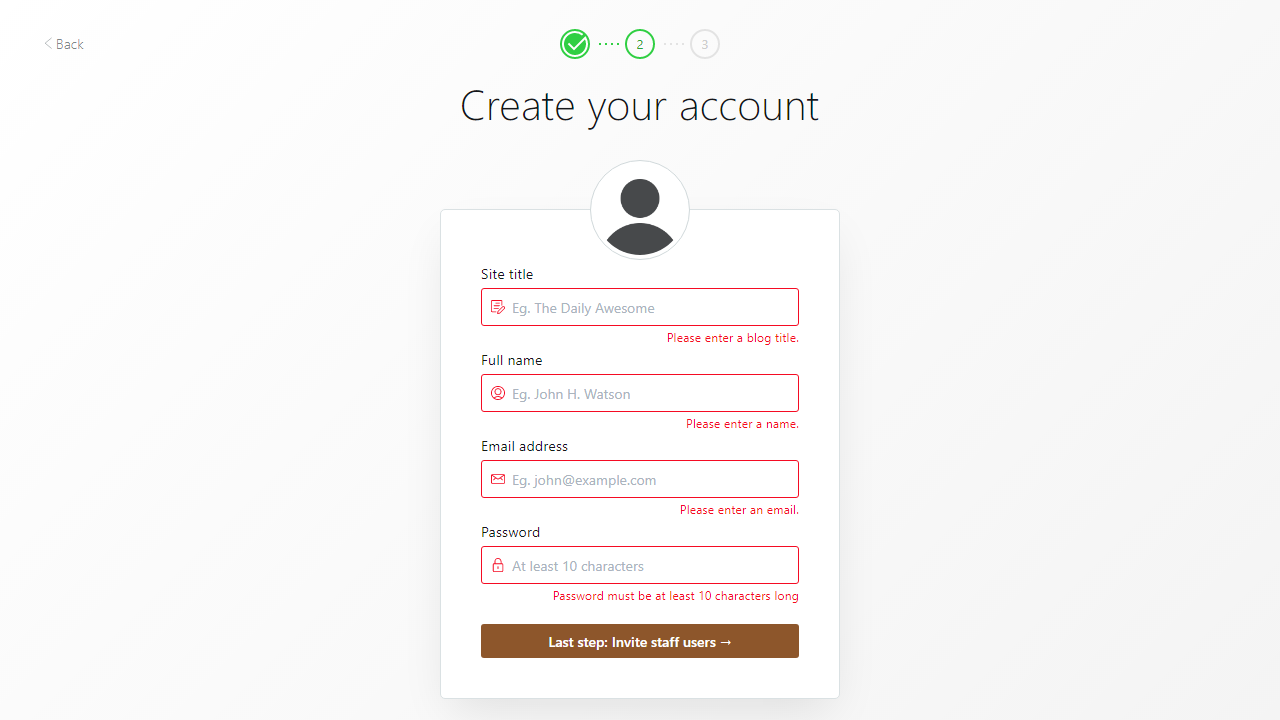 Back
2
3
Create your account
Site title
Eg. The Daily Awesome
Please enter a blog title.
Full name
Eg. John H. Watson
Please enter a name.
Email address
Eg. john@example.com
Please enter an email.
Password
At least 10 characters
Password must be at least 10 characters long
Last step: Invite staff users →